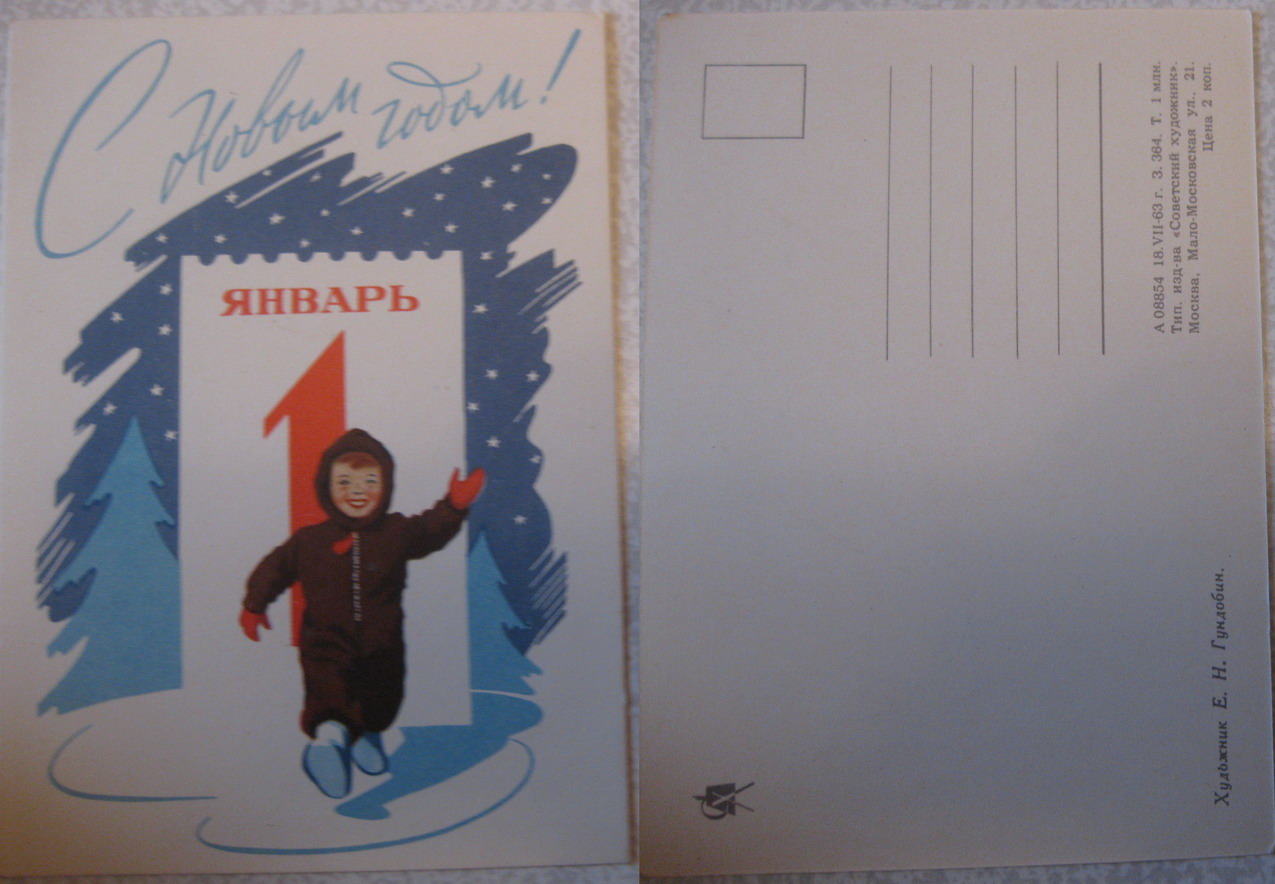 С Новым годом!
ЯНВАРЬ
1
А 08854 18.VII-63 г. З. 364. Т. 1 млн.
Тип. изд-ва «Советский художник».
Москва, Мало-Московская ул., 21.
Цена 2 коп.
Художник Е. Н. Гундобин.